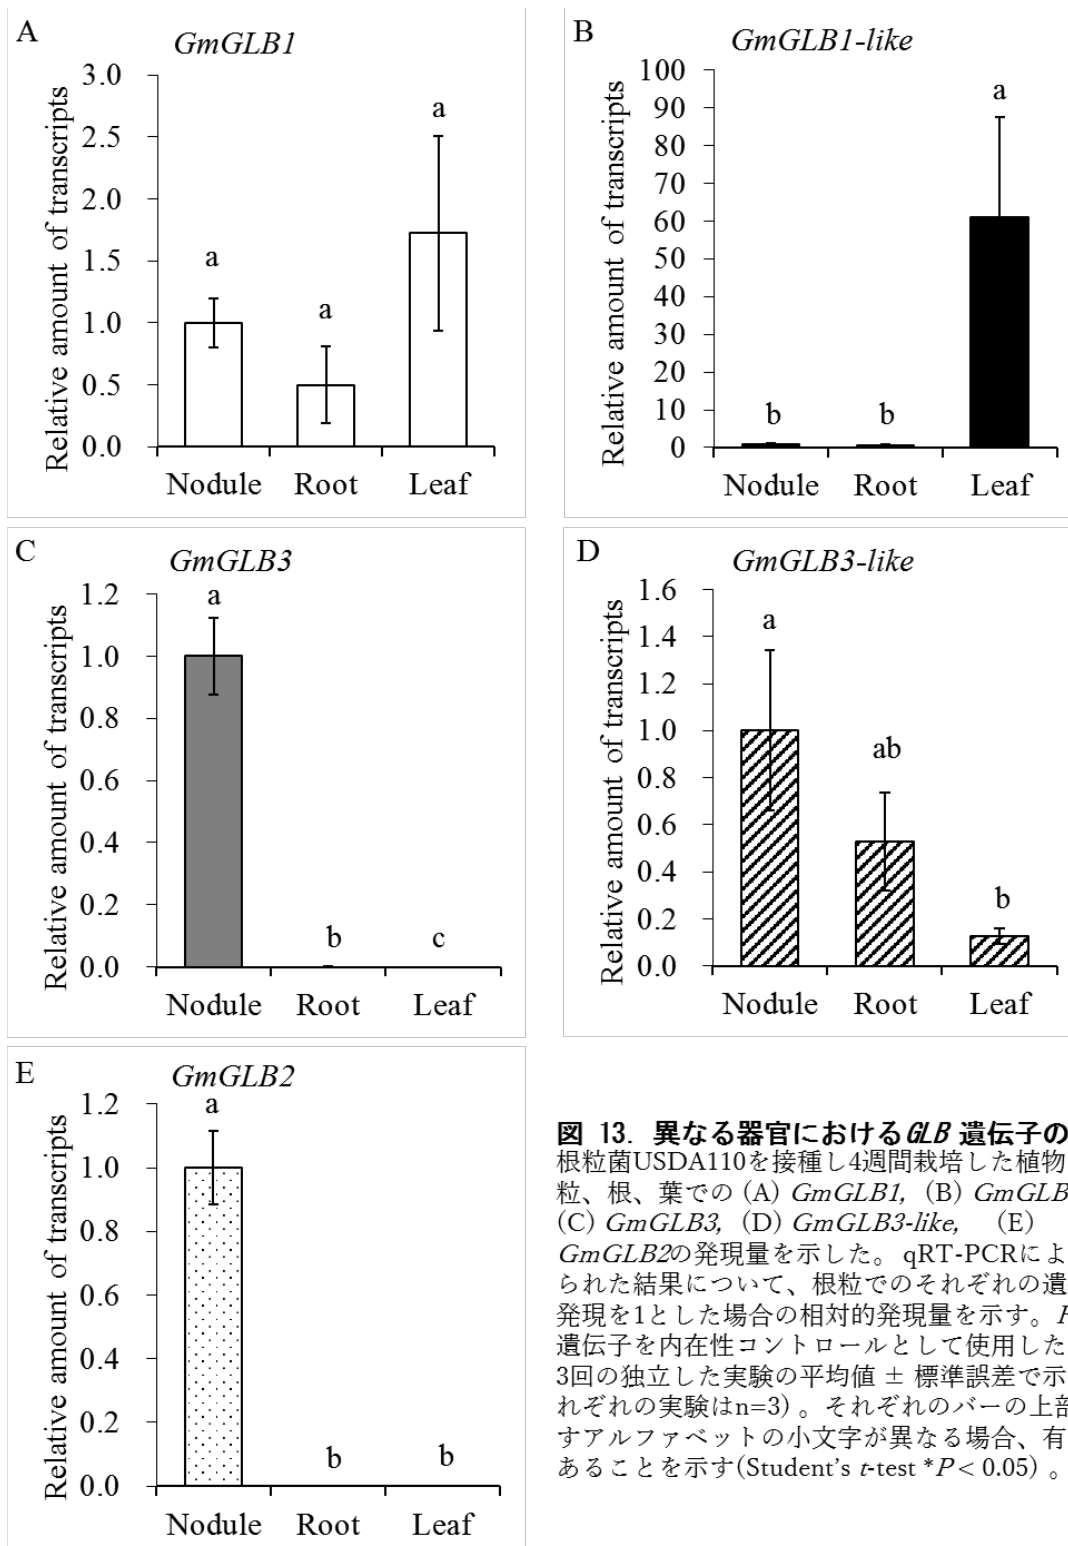 A
GmGLB1
Relative amount of transcripts
3.0
2.5
2.0
1.5
1.0
0.5
0.0
a
a
a
Nodule Root Leaf
B
GmGLB1-like
Relative amount of transcripts
100
90
80
70
60
50
40
30
20
10
0
b
b
a
Nodule Root Leaf
C
GmGLB3
Relative amount of transcripts
1.2
1.0
0.8
0.6
0.4
0.2
0.0
a
b
c
Nodule Root Leaf
D
GmGLB3-like
Relative amount of transcripts
1.6
1.4
1.2
1.0
0.8
0.6
0.4
0.2
0.0
a
ab
b
Nodule Root Leaf
E
GmGLB2
Relative amount of transcripts
1.2
1.0
0.8
0.6
0.4
0.2
0.0
a
b
b
Nodule Root Leaf
図 13. 異なる器官におけるGLB 遺伝子の
根粒菌USDA110を接種し4週間栽培した植物
粒、根、葉での (A) GmGLB1, (B) GmGLB
(C) GmGLB3, (D) GmGLB3-like, (E)
GmGLB2の発現量を示した。qRT-PCRによ
られた結果について、根粒でのそれぞれの遺
発現を1とした場合の相対的発現量を示す。
遺伝子を内在性コントロールとして使用した
3回の独立した実験の平均値 ± 標準誤差で示
れぞれの実験はn=3) 。それぞれのバーの上部
すアルファベットの小文字が異なる場合、有
あることを示す(Student's t-test *P < 0.05) 。